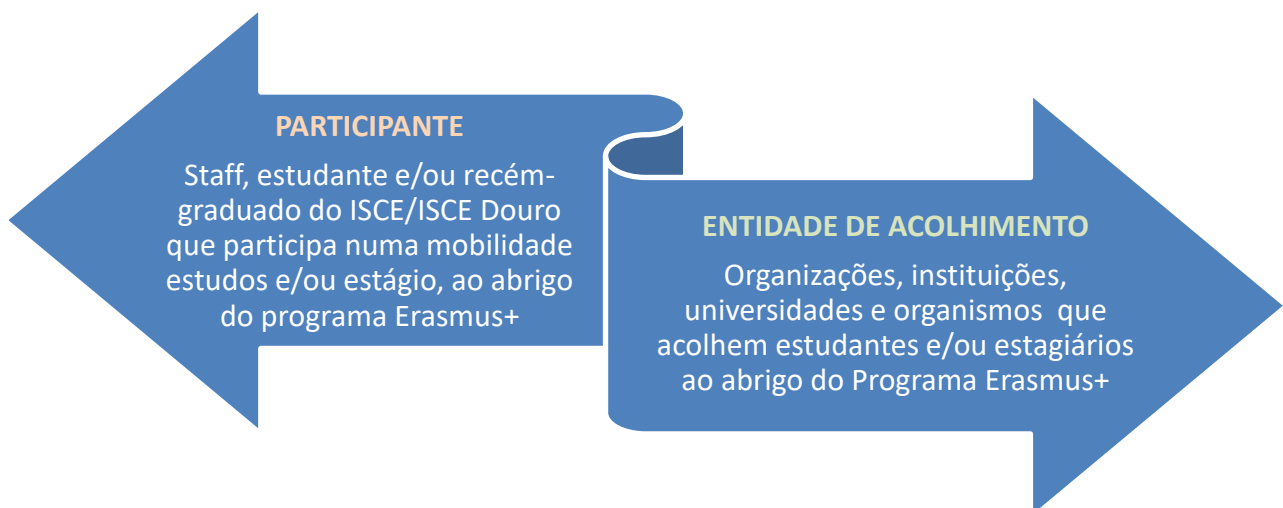 PARTICIPANTE
Staff, estudante e/ou recém-
graduado do ISCE/ISCE Douro
que participa numa mobilidade
estudos e/ou estágio, ao abrigo
do programa Erasmus+
ENTIDADE DE ACOLHIMENTO
Organizações, instituições,
universidades e organismos que
acolhem estudantes e/ou estagiários
ao abrigo do Programa Erasmus+